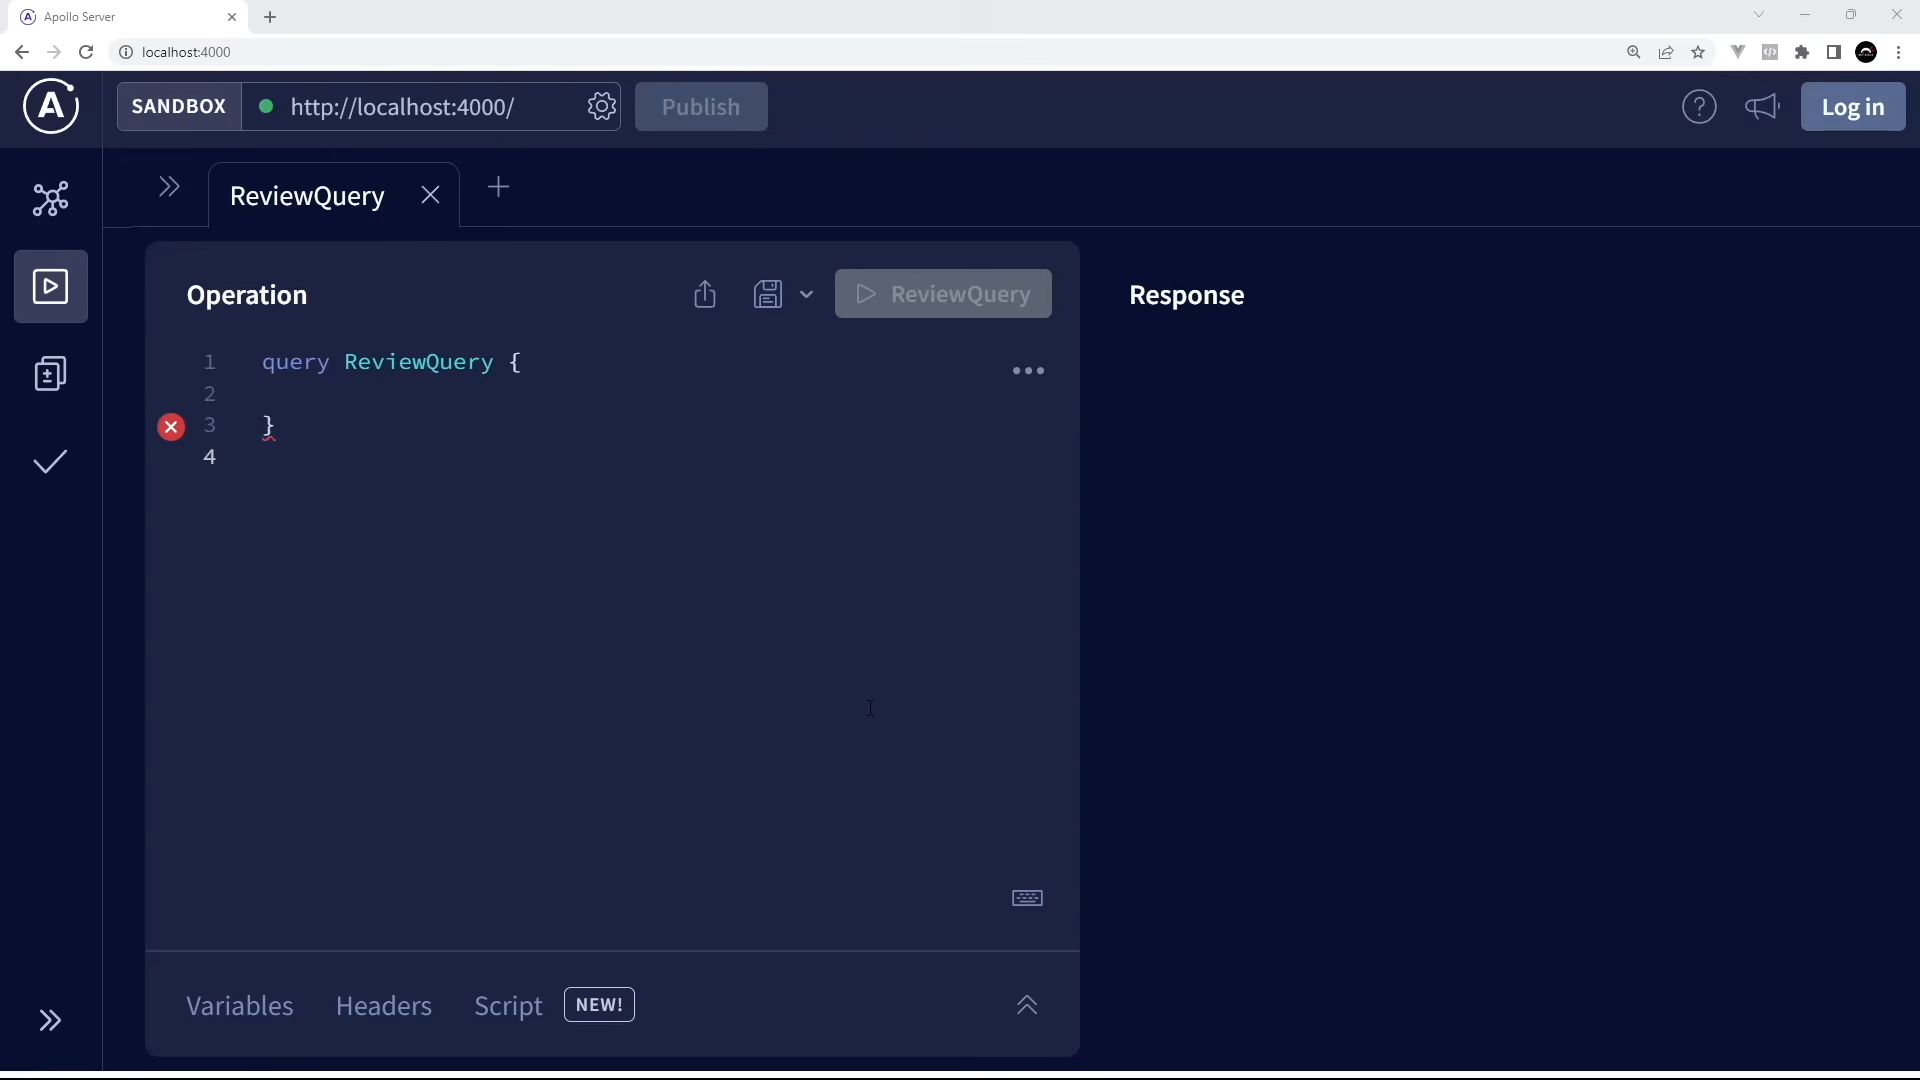 Apollo Server
localhost:4000
SANDBOX http://localhost:4000/ Publish Log in
ReviewQuery
Operation ReviewQuery Response
1 query ReviewQuery {
2
3 }
4
Variables Headers Script NEW!